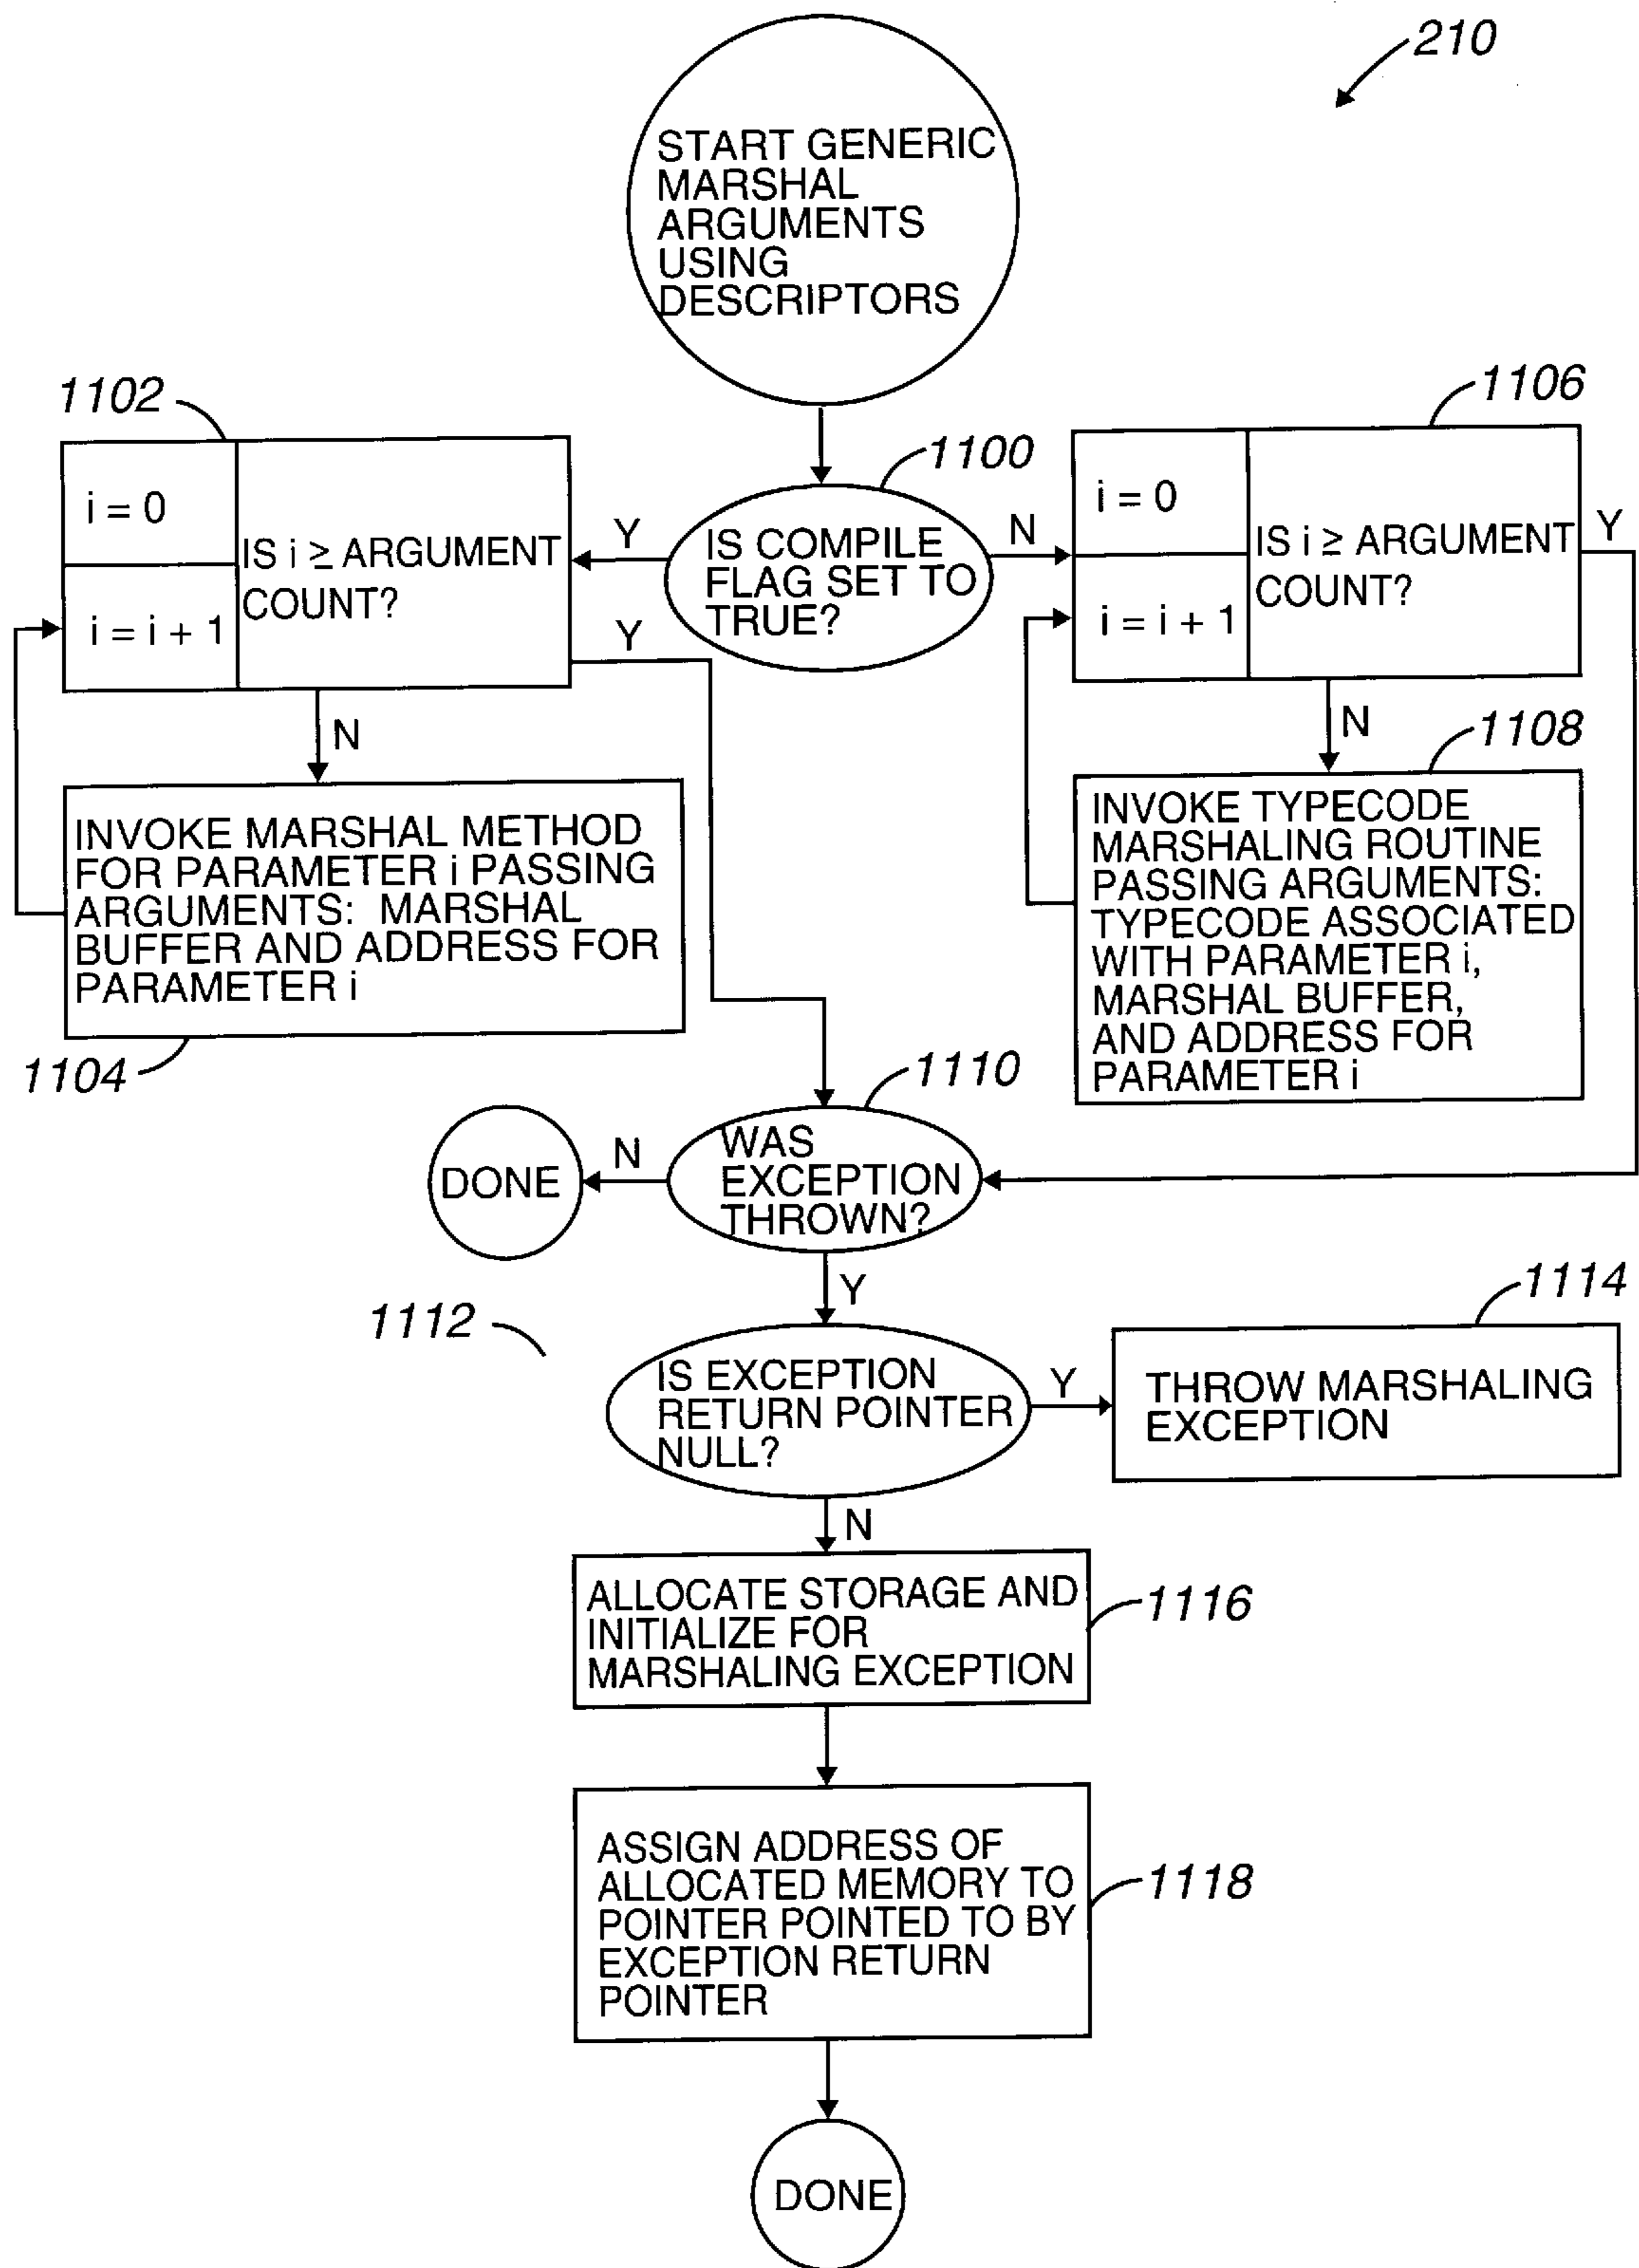 210
START GENERIC
MARSHAL
ARGUMENTS
USING
DESCRIPTORS
1102
1106
1100
i = 0
i = i + 1
IS i ≥ ARGUMENT
COUNT?
Y
Y
N
IS COMPILE
FLAG SET TO
TRUE?
N
i = 0
i = i + 1
IS i ≥ ARGUMENT
COUNT?
Y
N
1108
INVOKE MARSHAL METHOD
FOR PARAMETER i PASSING
ARGUMENTS: MARSHAL
BUFFER AND ADDRESS FOR
PARAMETER i
1104
INVOKE TYPECODE
MARSHALING ROUTINE
PASSING ARGUMENTS:
TYPECODE ASSOCIATED
WITH PARAMETER i,
MARSHAL BUFFER,
AND ADDRESS FOR
PARAMETER i
1110
DONE
N
WAS
EXCEPTION
THROWN?
Y
1112
1114
IS EXCEPTION
RETURN POINTER
NULL?
Y
THROW MARSHALING
EXCEPTION
N
ALLOCATE STORAGE AND
INITIALIZE FOR
MARSHALING EXCEPTION
1116
ASSIGN ADDRESS OF
ALLOCATED MEMORY TO
POINTER POINTED TO BY
EXCEPTION RETURN
POINTER
1118
DONE